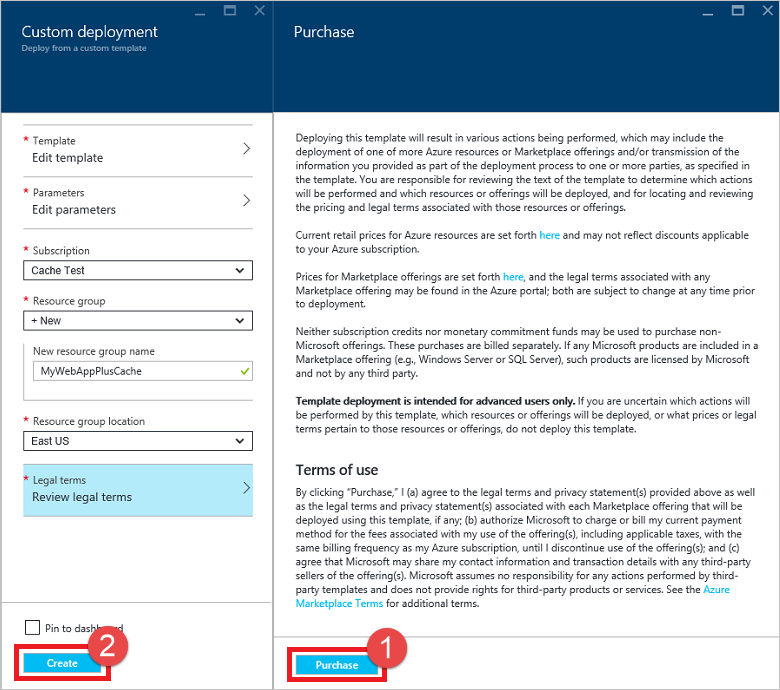 Custom deployment
Deploy from a custom template
* Template
Edit template
* Parameters
Edit parameters
* Subscription
Cache Test
* Resource group
+ New
New resource group name
MyWebAppPlusCache
* Resource group location
East US
* Legal terms
Review legal terms
Pin to dashboard
2
Create
Purchase
Deploying this template will result in various actions being performed, which may include the
deployment of one of more Azure resources or Marketplace offerings and/or transmission of the
information you provided as part of the deployment process to one or more parties, as specified in
the template. You are responsible for reviewing the text of the template to determine which actions
will be performed and which resources or offerings will be deployed, and for locating and reviewing
the pricing and legal terms associated with those resources or offerings.
Current retail prices for Azure resources are set forth here and may not reflect discounts applicable
to your Azure subscription.
Prices for Marketplace offerings are set forth here, and the legal terms associated with any
Marketplace offering may be found in the Azure portal; both are subject to change at any time prior
to deployment.
Neither subscription credits nor monetary commitment funds may be used to purchase non-
Microsoft offerings. These purchases are billed separately. If any Microsoft products are included in a
Marketplace offering (e.g., Windows Server or SQL Server), such products are licensed by Microsoft
and not by any third party.
Template deployment is intended for advanced users only. If you are uncertain which actions will
be performed by this template, which resources or offerings will be deployed, or what prices or legal
terms pertain to those resources or offerings, do not deploy this template.
Terms of use
By clicking "Purchase," I (a) agree to the legal terms and privacy statement(s) provided above as well
as the legal terms and privacy statement(s) associated with each Marketplace offering that will be
deployed using this template, if any; (b) authorize Microsoft to charge or bill my current payment
method for the fees associated with my use of the offering(s), including applicable taxes, with the
same billing frequency as my Azure subscription, until I discontinue use of the offering(s); and (c)
agree that Microsoft may share my contact information and transaction details with any third-party
sellers of the offering(s). Microsoft assumes no responsibility for any actions performed by third-
party templates and does not provide rights for third-party products or services. See the Azure
Marketplace Terms for additional terms.
1
Purchase